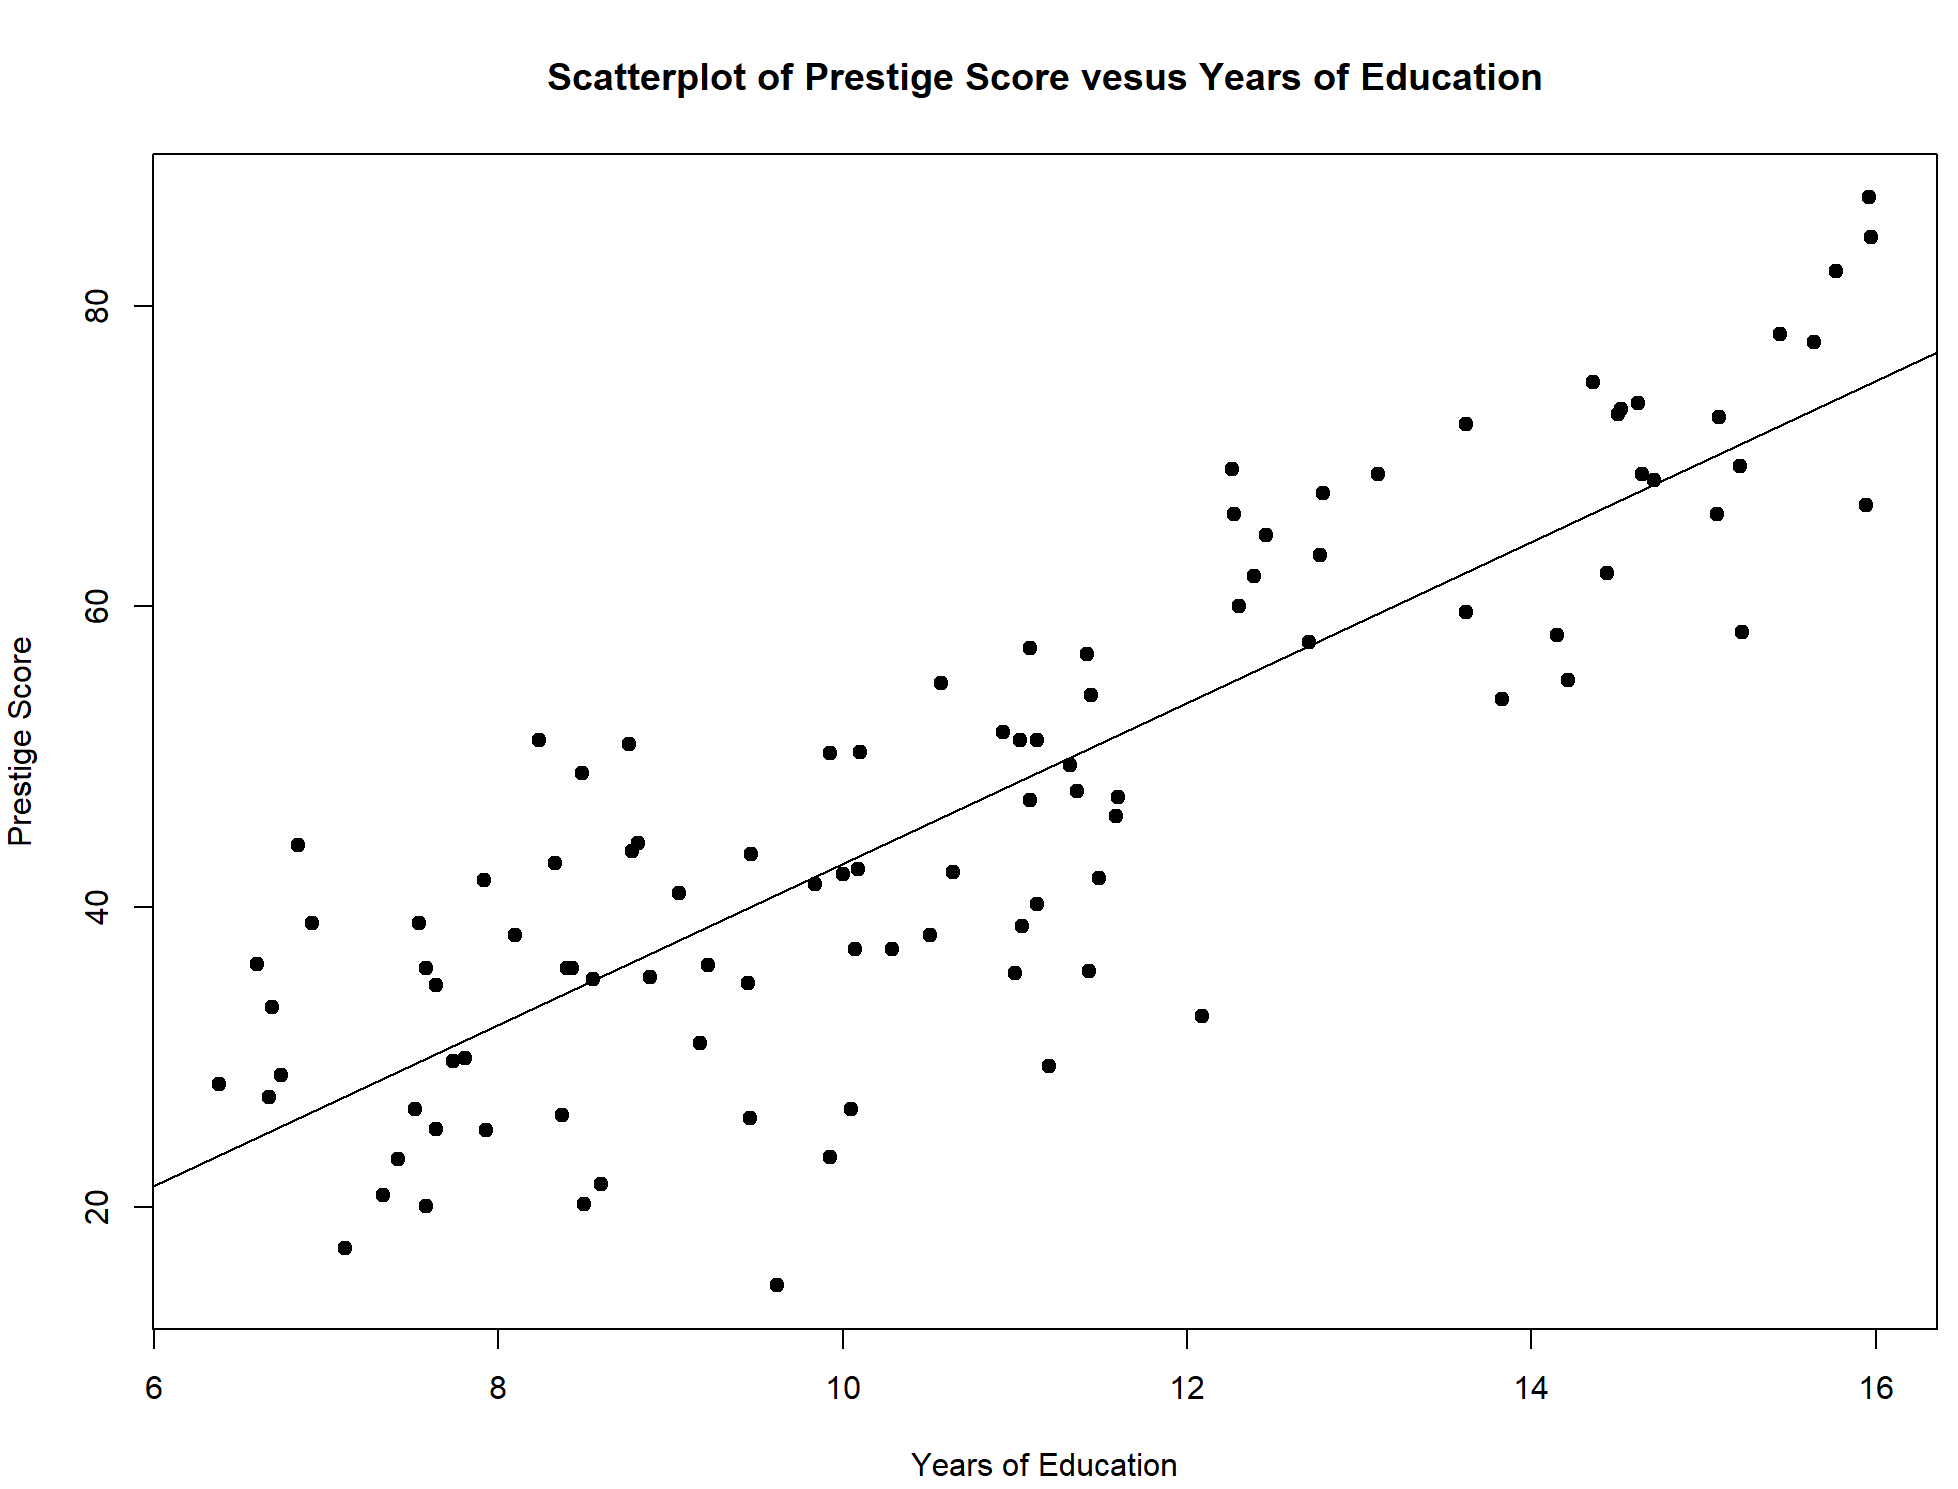 Scatterplot of Prestige Score vesus Years of Education
80
60
40
20
Prestige Score
6 8 10 12 14 16
Years of Education